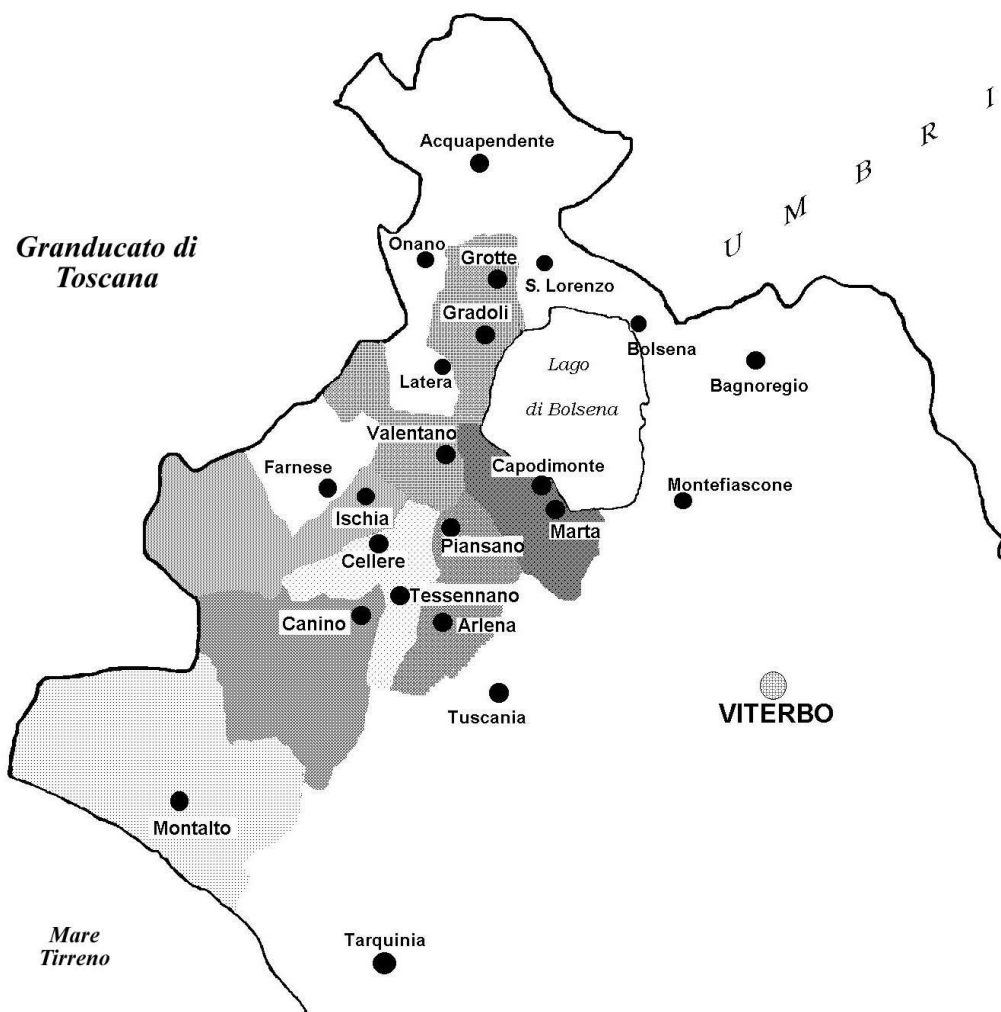 Acquapendente
U M B R I
Granducato di
Toscana
Onano
Grotte
S. Lorenzo
Gradoli
Bolsena
Lago
di Bolsena
Bagnoregio
Latera
Valentano
Farnese
Capodimonte
Montefiascone
Ischia
Marta
Piansano
Cellere
Tessennano
Canino
Arlena
Tuscania
VITERBO
Montalto
Mare
Tirreno
Tarquinia